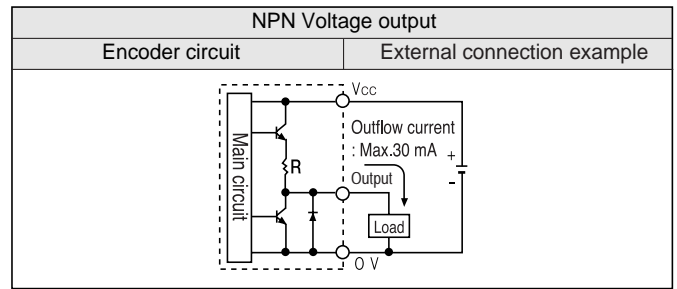 NPN Voltage output
Encoder circuit
External connection example
Vcc
Outflow current
: Max.30 mA
+
-
Main circuit
R
Output
Load
0 V